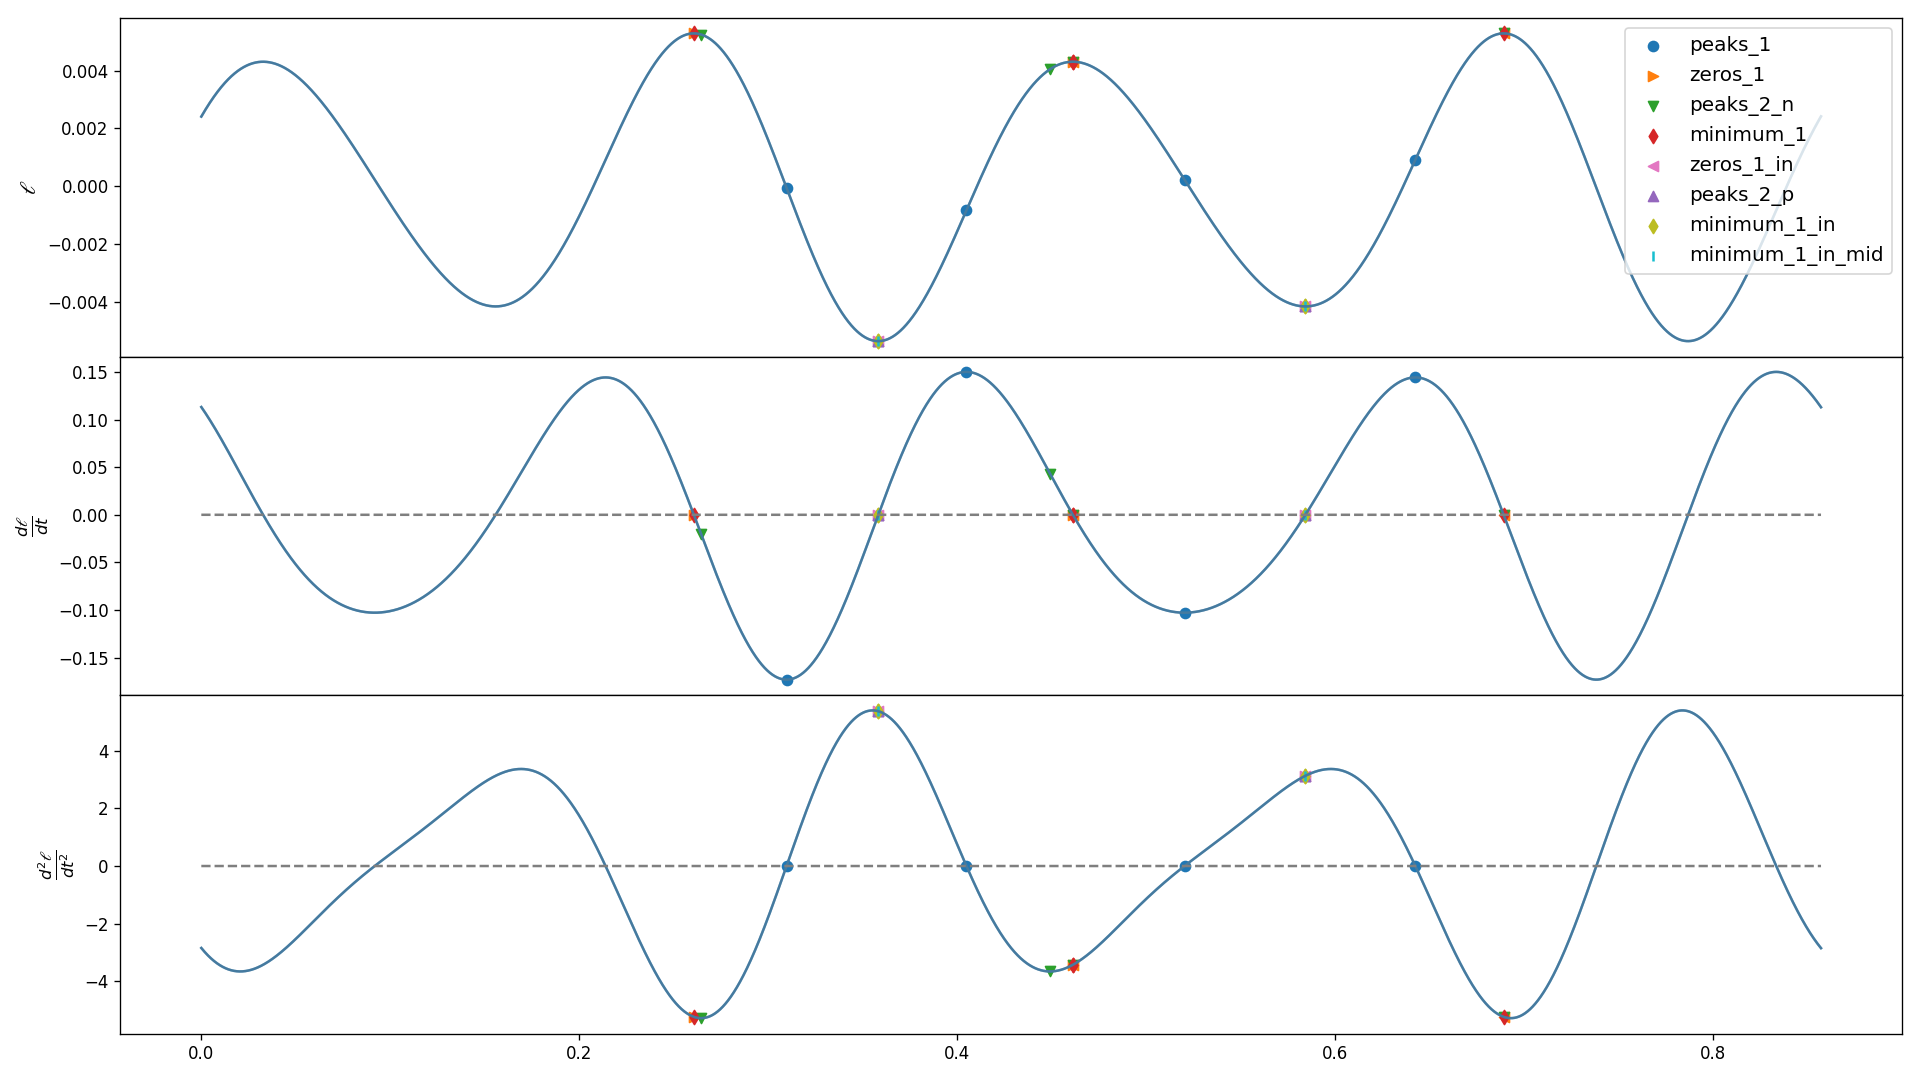 0.004
0.002
0.000
−0.002
−0.004
ℓ
peaks_1
zeros_1
peaks_2_n
minimum_1
zeros_1_in
peaks_2_p
minimum_1_in
minimum_1_in_mid
0.15
0.10
0.05
0.00
−0.05
−0.10
−0.15
dℓ
dt
4
2
0
−2
−4
d²ℓ
dt²
0.0 0.2 0.4 0.6 0.8